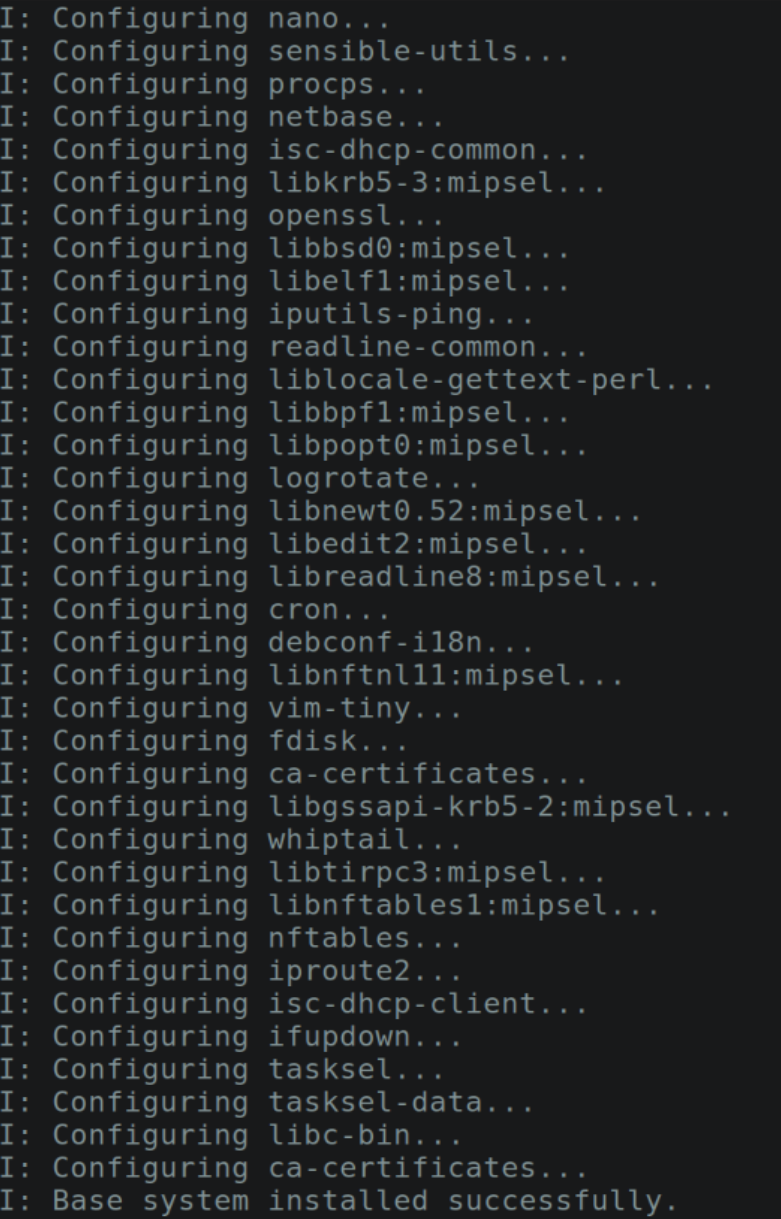 I: Configuring nano...
I: Configuring sensible-utils...
I: Configuring procps...
I: Configuring netbase...
I: Configuring isc-dhcp-common...
I: Configuring libkrb5-3:mipsel...
I: Configuring openssl...
I: Configuring libbsd0:mipsel...
I: Configuring libelf1:mipsel...
I: Configuring iputils-ping...
I: Configuring readline-common...
I: Configuring liblocale-gettext-perl...
I: Configuring libbpf1:mipsel...
I: Configuring libpopt0:mipsel...
I: Configuring logrotate...
I: Configuring libnewt0.52:mipsel...
I: Configuring libedit2:mipsel...
I: Configuring libreadline8:mipsel...
I: Configuring cron...
I: Configuring debconf-i18n...
I: Configuring libnftnl11:mipsel...
I: Configuring vim-tiny...
I: Configuring fdisk...
I: Configuring ca-certificates...
I: Configuring libgssapi-krb5-2:mipsel...
I: Configuring whiptail...
I: Configuring libtirpc3:mipsel...
I: Configuring libnftables1:mipsel...
I: Configuring nftables...
I: Configuring iproute2...
I: Configuring isc-dhcp-client...
I: Configuring ifupdown...
I: Configuring tasksel...
I: Configuring tasksel-data...
I: Configuring libc-bin...
I: Configuring ca-certificates...
I: Base system installed successfully.